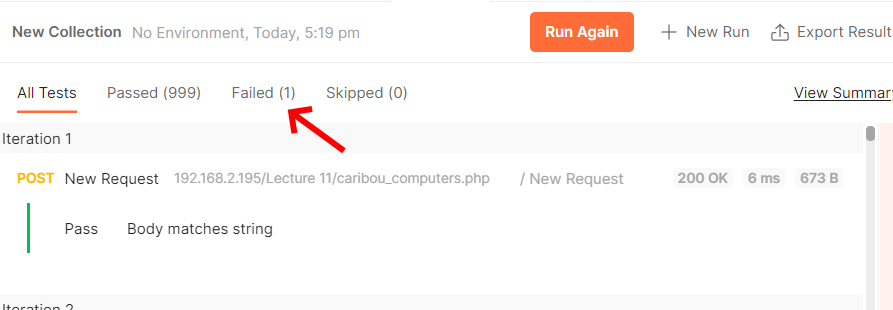 New Collection No Environment, Today, 5:19 pm Run Again New Run Export Result
All Tests Passed (999) Failed (1) Skipped (0) View Summar
Iteration 1
POST New Request 192.168.2.195/Lecture 11/caribou_computers.php / New Request 200 OK 6 ms 673 B
Pass Body matches string
Iteration 2